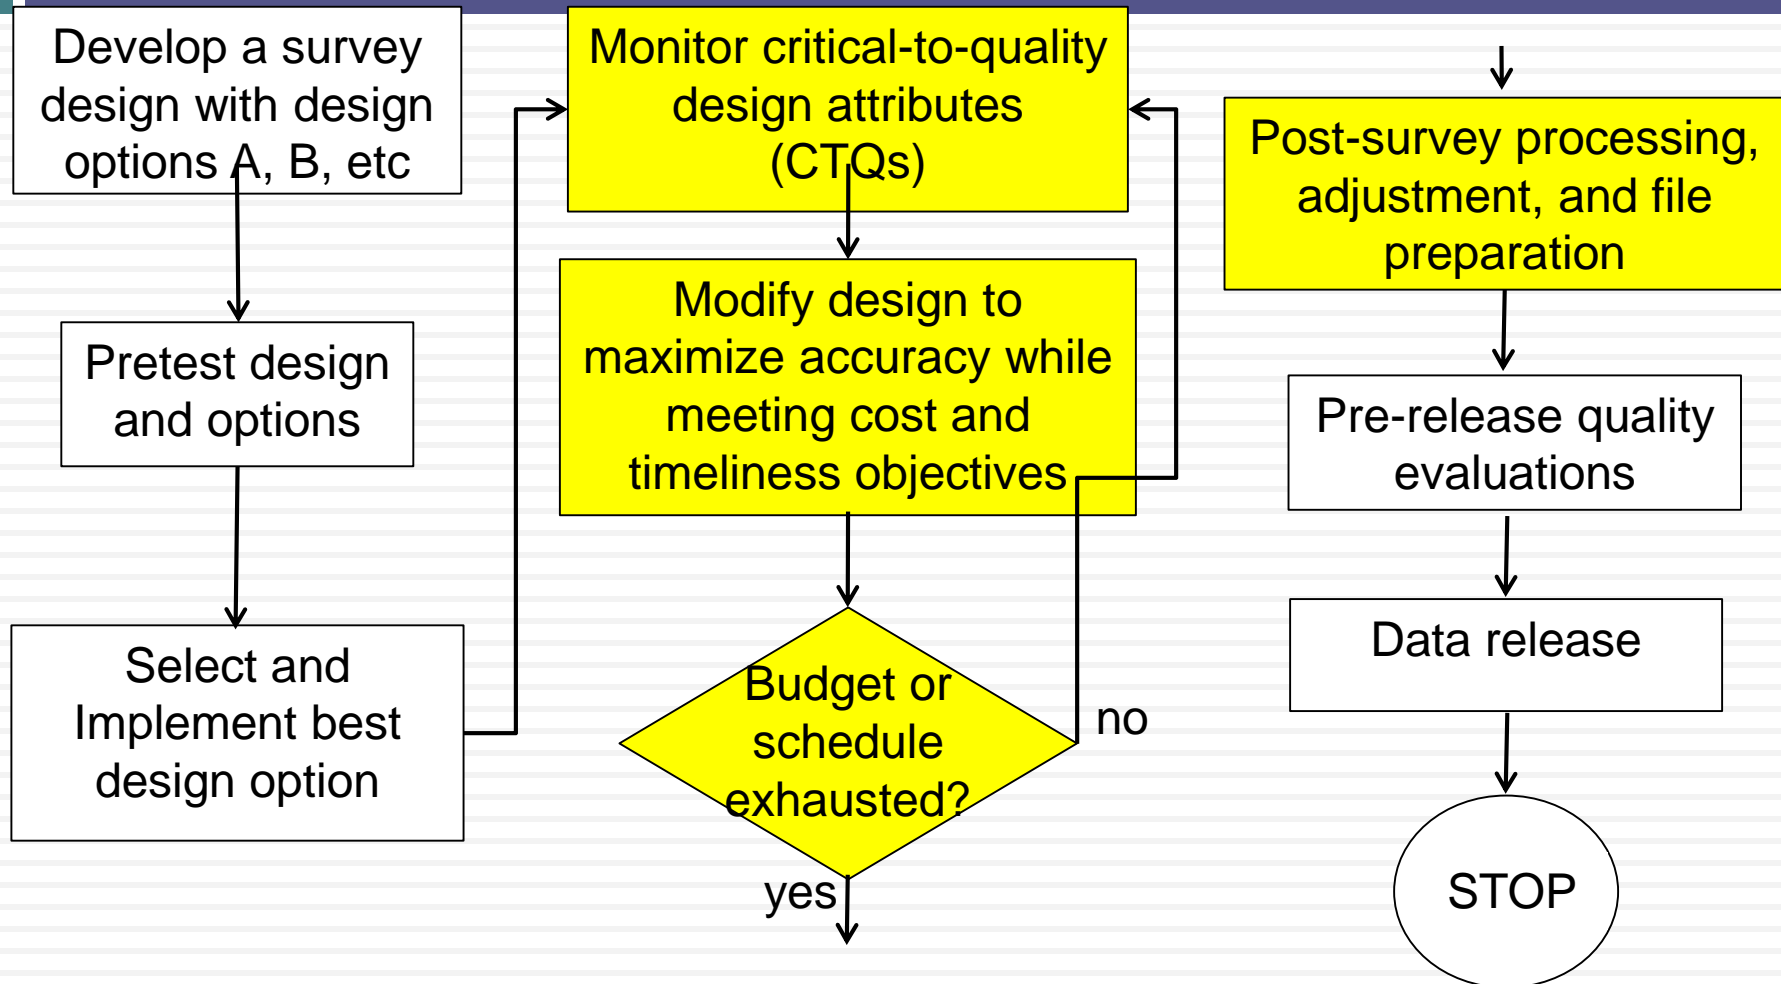 Develop a survey
design with design
options A, B, etc
Pretest design
and options
Select and
Implement best
design option
Monitor critical-to-quality
design attributes
(CTQs)
Modify design to
maximize accuracy while
meeting cost and
timeliness objectives
Budget or
schedule
exhausted?
no
yes
Post-survey processing,
adjustment, and file
preparation
Pre-release quality
evaluations
Data release
STOP